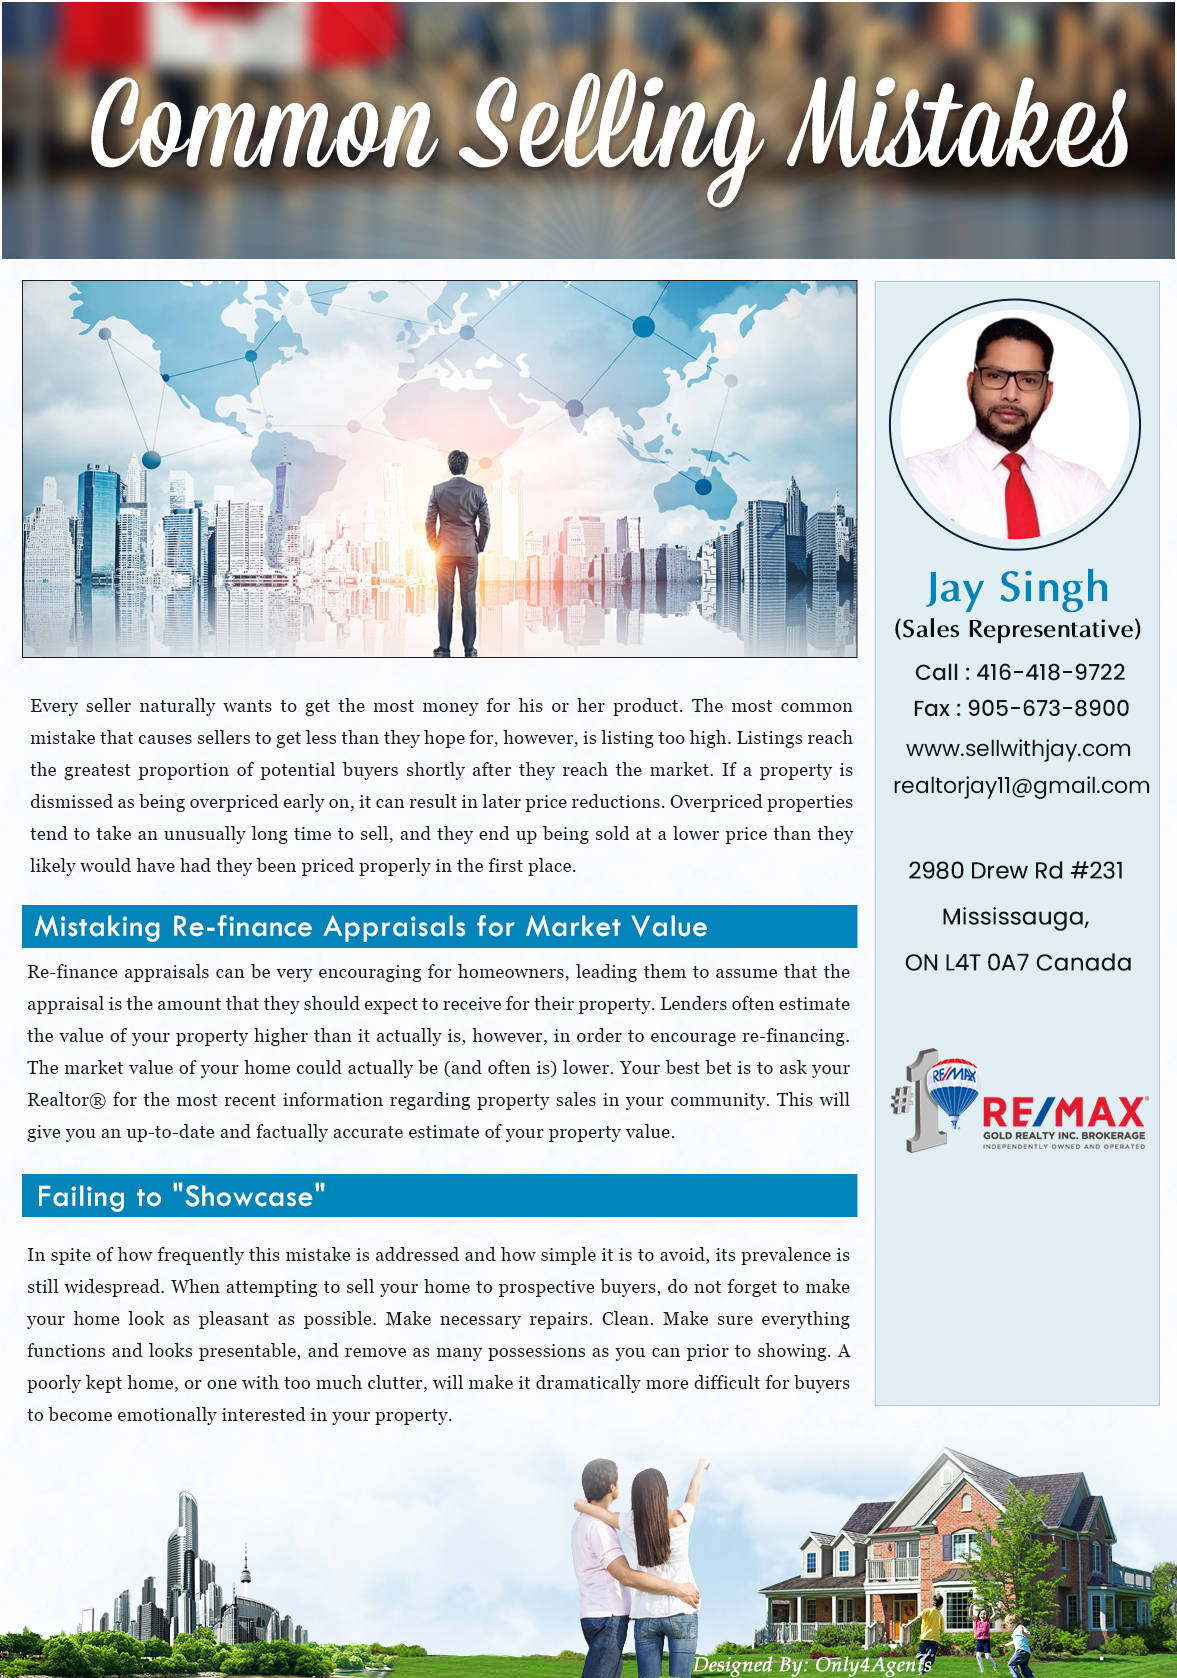 Common Selling Mistakes
Every seller naturally wants to get the most money for his or her product. The most common
mistake that causes sellers to get less than they hope for, however, is listing too high. Listings reach
the greatest proportion of potential buyers shortly after they reach the market. If a property is
dismissed as being overpriced early on, it can result in later price reductions. Overpriced properties
tend to take an unusually long time to sell, and they end up being sold at a lower price than they
likely would have had they been priced properly in the first place.
Mistaking Re-finance Appraisals for Market Value
Re-finance appraisals can be very encouraging for homeowners, leading them to assume that the
appraisal is the amount that they should expect to receive for their property. Lenders often estimate
the value of your property higher than it actually is, however, in order to encourage re-financing.
The market value of your home could actually be (and often is) lower. Your best bet is to ask your
Realtor® for the most recent information regarding property sales in your community. This will
give you an up-to-date and factually accurate estimate of your property value.
Failing to "Showcase"
In spite of how frequently this mistake is addressed and how simple it is to avoid, its prevalence is
still widespread. When attempting to sell your home to prospective buyers, do not forget to make
your home look as pleasant as possible. Make necessary repairs. Clean. Make sure everything
functions and looks presentable, and remove as many possessions as you can prior to showing. A
poorly kept home, or one with too much clutter, will make it dramatically more difficult for buyers
to become emotionally interested in your property.
Jay Singh
(Sales Representative)
Call : 416-418-9722
Fax : 905-673-8900
www.sellwithjay.com
realtorjay11@gmail.com
2980 Drew Rd #231
Mississauga,
ON L4T 0A7 Canada
#1
RE/MAX
RE/MAX®
GOLD REALTY INC. BROKERAGE
INDEPENDENTLY OWNED AND OPERATED
Designed By: Only4Agents